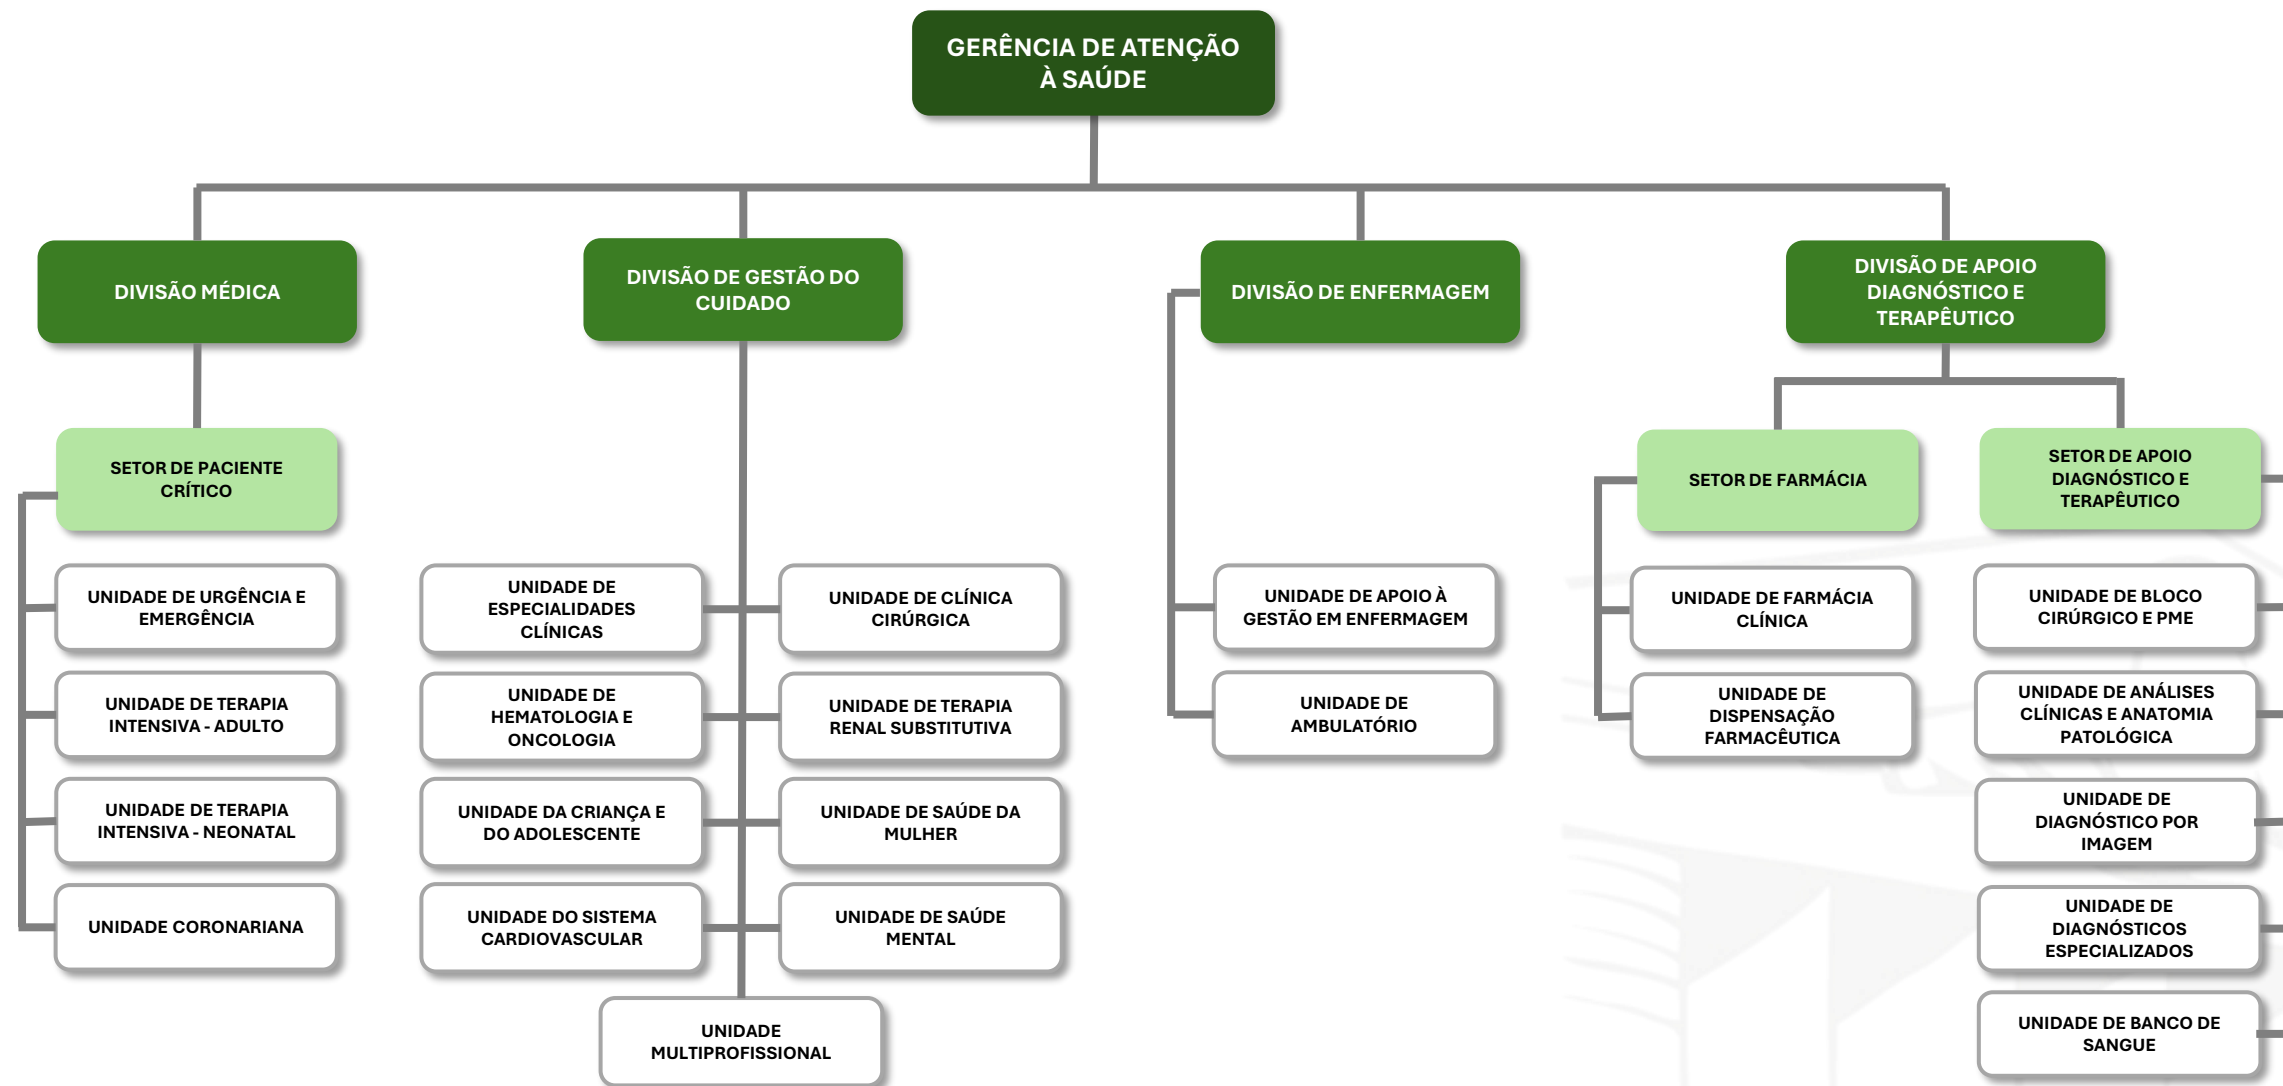 GERÊNCIA DE ATENÇÃO
À SAÚDE
DIVISÃO MÉDICA
DIVISÃO DE GESTÃO DO
CUIDADO
DIVISÃO DE ENFERMAGEM
DIVISÃO DE APOIO
DIAGNÓSTICO E
TERAPÊUTICO
SETOR DE PACIENTE
CRÍTICO
SETOR DE FARMÁCIA
SETOR DE APOIO
DIAGNÓSTICO E
TERAPÊUTICO
UNIDADE DE URGÊNCIA E
EMERGÊNCIA
UNIDADE DE TERAPIA
INTENSIVA - ADULTO
UNIDADE DE TERAPIA
INTENSIVA - NEONATAL
UNIDADE CORONARIANA
UNIDADE DE
ESPECIALIDADES
CLÍNICAS
UNIDADE DE CLÍNICA
CIRÚRGICA
UNIDADE DE
HEMATOLOGIA E
ONCOLOGIA
UNIDADE DE TERAPIA
RENAL SUBSTITUTIVA
UNIDADE DA CRIANÇA E
DO ADOLESCENTE
UNIDADE DE SAÚDE DA
MULHER
UNIDADE DO SISTEMA
CARDIOVASCULAR
UNIDADE DE SAÚDE
MENTAL
UNIDADE
MULTIPROFISSIONAL
UNIDADE DE APOIO À
GESTÃO EM ENFERMAGEM
UNIDADE DE
AMBULATÓRIO
UNIDADE DE FARMÁCIA
CLÍNICA
UNIDADE DE
DISPENSAÇÃO
FARMACÊUTICA
UNIDADE DE BLOCO
CIRÚRGICO E PME
UNIDADE DE ANÁLISES
CLÍNICAS E ANATOMIA
PATOLÓGICA
UNIDADE DE
DIAGNÓSTICO POR
IMAGEM
UNIDADE DE
DIAGNÓSTICOS
ESPECIALIZADOS
UNIDADE DE BANCO DE
SANGUE